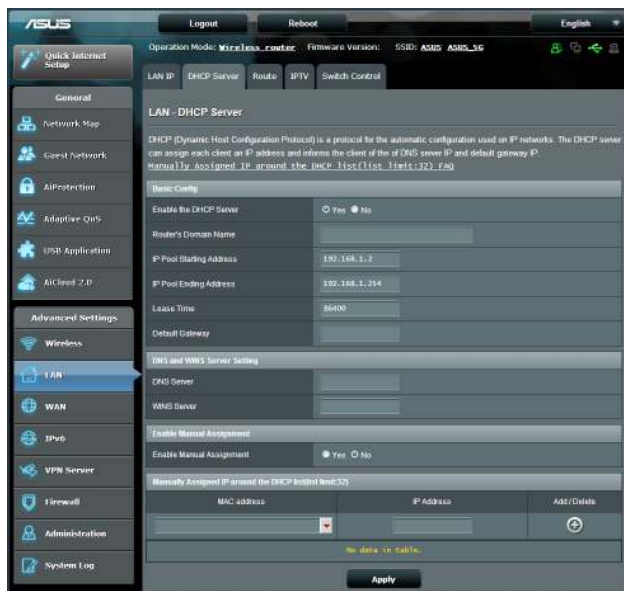 ASUS
Logout
Reboot
English
Quick Internet Setup
Operation Mode: Wireless router Firmware Version: SSID: ASUS ASUS_5G
LAN IP
DHCP Server
Route
IPTV
Switch Control
General
Network Map
Guest Network
AiProtection
Adaptive QoS
USB Application
AiCloud 2.0
Advanced Settings
Wireless
LAN
WAN
IPv6
VPN Server
Firewall
Administration
System Log
LAN - DHCP Server
DHCP (Dynamic Host Configuration Protocol) is a protocol for the automatic configuration used on IP networks. The DHCP server
can assign each client an IP address and informs the client of the of DNS server IP and default gateway IP.
Manually Assigned IP around the DHCP list(list limit:32) FAQ
Basic Config
Enable the DHCP Server
Yes No
Router's Domain Name
IP Pool Starting Address
192.168.1.2
IP Pool Ending Address
192.168.1.254
Lease Time
86400
Default Gateway
DNS and WINS Server Setting
DNS Server
WINS Server
Enable Manual Assignment
Enable Manual Assignment
Yes No
Manually Assigned IP around the DHCP list(list limit:32)
MAC address
IP Address
Add / Delete
No data in table.
Apply